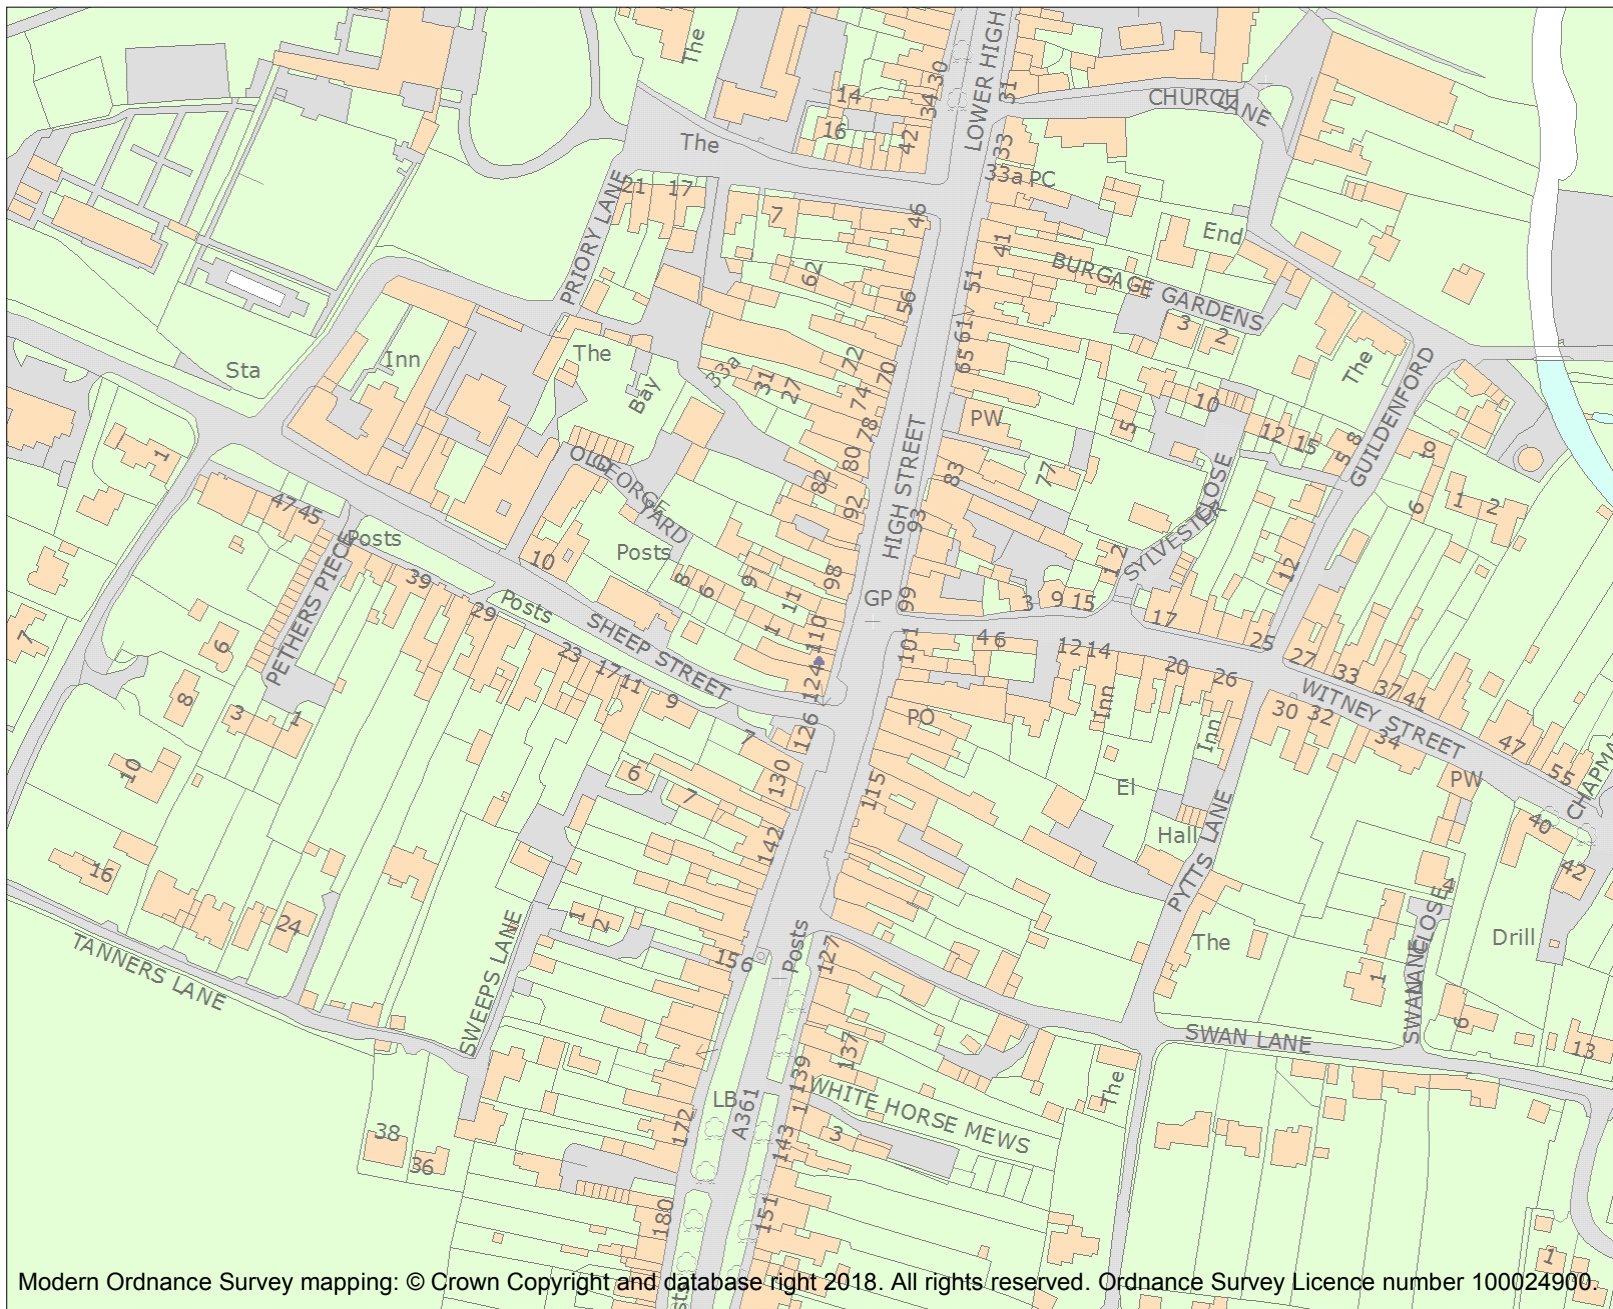 The
14
30
34
LOWER HIGH
31
CHURCH
LANE
16
42
33
The
33a PC
21
17
7
46
PRIORY LANE
End
41
BURGAGE GARDENS
62
51
56
61
65
3
2
Inn
The
72
Sta
33a
31
27
70
The
Bay
74
78
PW
10
GUILDENFORD
HIGH STREET
5
12
15
8
5
to
1
OLD
GEORGE
YARD
80
82
83
77
SYLVESTER
CLOSE
6
1
2
47
45
92
93
Posts
PETHERS PIECE
Posts
10
39
8
6
9
98
12
12
Posts
29
11
GP
99
3
9
15
17
7
6
SHEEP STREET
1
110
101
4
6
12
14
25
23
17
11
27
33
20
26
37
41
8
9
124
Inn
WITNEY STREET
3
1
126
PO
Inn
30
32
34
7
47
10
6
130
7
115
El
55
PW
CHAPMA
PYTTS LANE
Hall
142
40
16
42
4
1
2
24
SWEEPS LANE
Posts
127
156
The
SWAN LANE
CLOSE
Drill
1
TANNERS LANE
6
SWAN LANE
137
13
139
The
LB
A361
WHITE HORSE MEWS
172
1
143
3
38
36
180
151
1
sts
Modern Ordnance Survey mapping: © Crown Copyright and database right 2018. All rights reserved. Ordnance Survey Licence number 100024900.